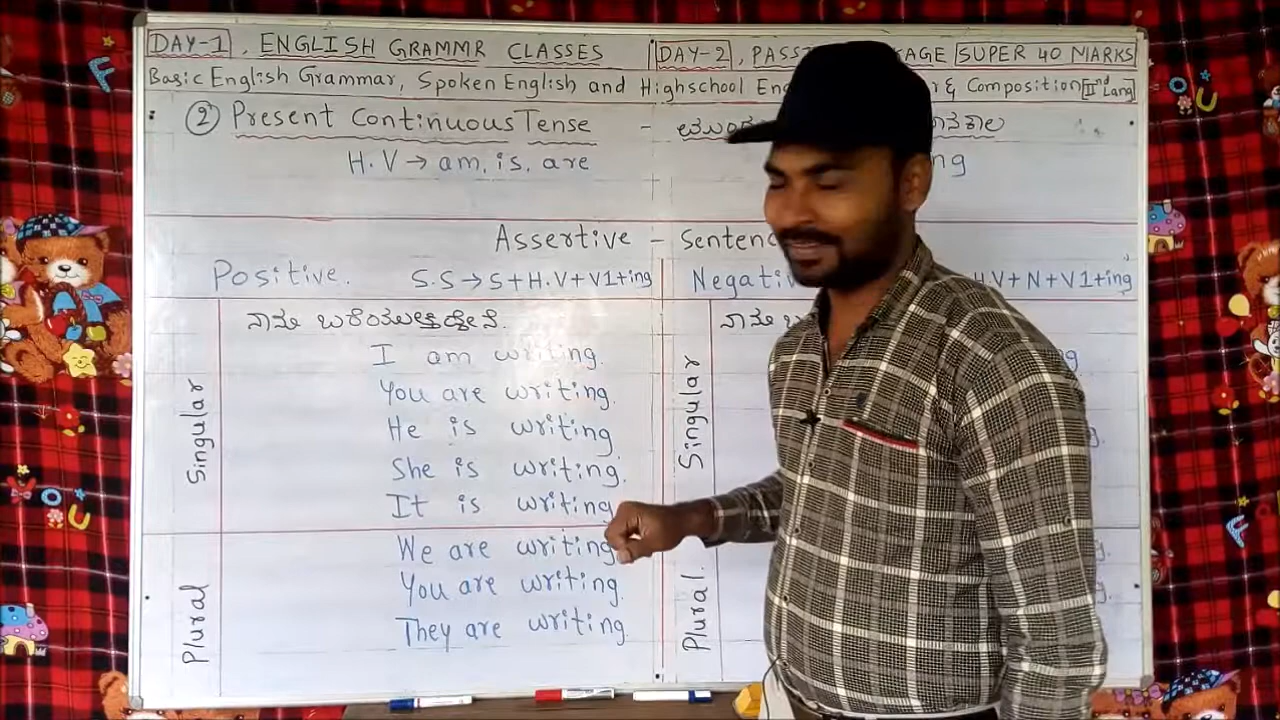 DAY-1, ENGLISH GRAMMR CLASSES DAY-2, PASS AGE SUPER 40 MARKS
Basic English Grammar, Spoken English and Highschool Eng & Composition [IInd Lang]
2 Present Continuous Tense -
H.V → am, is, are ng
Assertive - Sentenc
Positive. S.S → S + H.V + V1+ing Negativ H.V + N + V1+ing
Singular
ನಾನು ಬರೆಯುತ್ತಿದ್ದೇನೆ.
I am writing.
You are writing.
He is writing.
She is writing.
It is writing
Plural
We are writing
You are writing.
They are writing.
Singular
ನಾನು ಬ
g.
Plural.